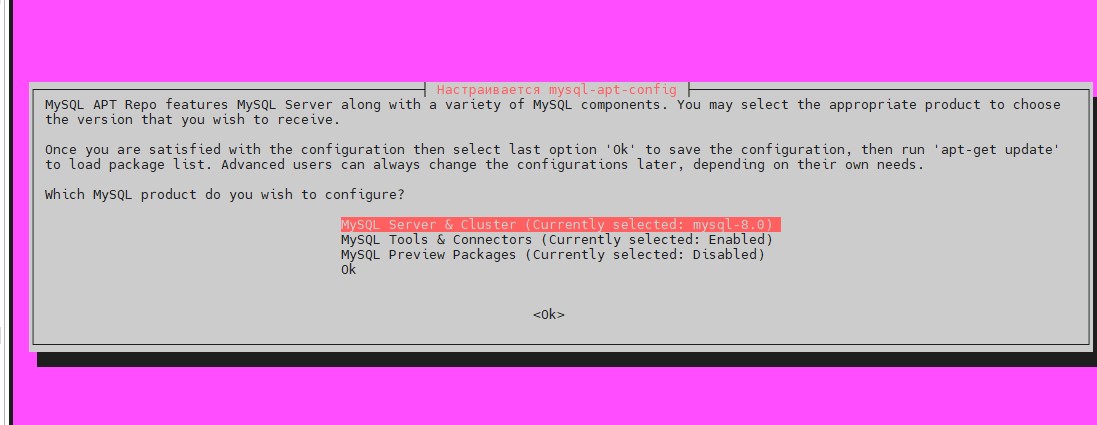 Настраивается mysql-apt-config
MySQL APT Repo features MySQL Server along with a variety of MySQL components. You may select the appropriate product to choose
the version that you wish to receive.
Once you are satisfied with the configuration then select last option 'Ok' to save the configuration, then run 'apt-get update'
to load package list. Advanced users can always change the configurations later, depending on their own needs.
Which MySQL product do you wish to configure?
MySQL Server & Cluster (Currently selected: mysql-8.0)
MySQL Tools & Connectors (Currently selected: Enabled)
MySQL Preview Packages (Currently selected: Disabled)
Ok
<Ok>